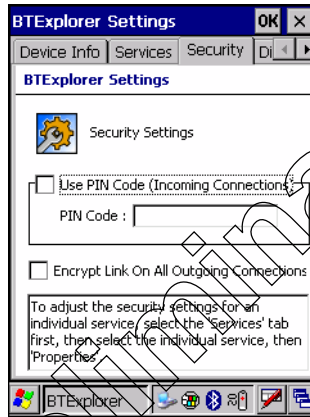 BTExplorer Settings OK ×
Device Info Services Security Di
BTExplorer Settings
Security Settings
Use PIN Code (Incoming Connections)
PIN Code :
Encrypt Link On All Outgoing Connections
To adjust the security settings for an
individual service, select the 'Services' tab
first, then select the individual service, then
'Properties'
BTExplorer